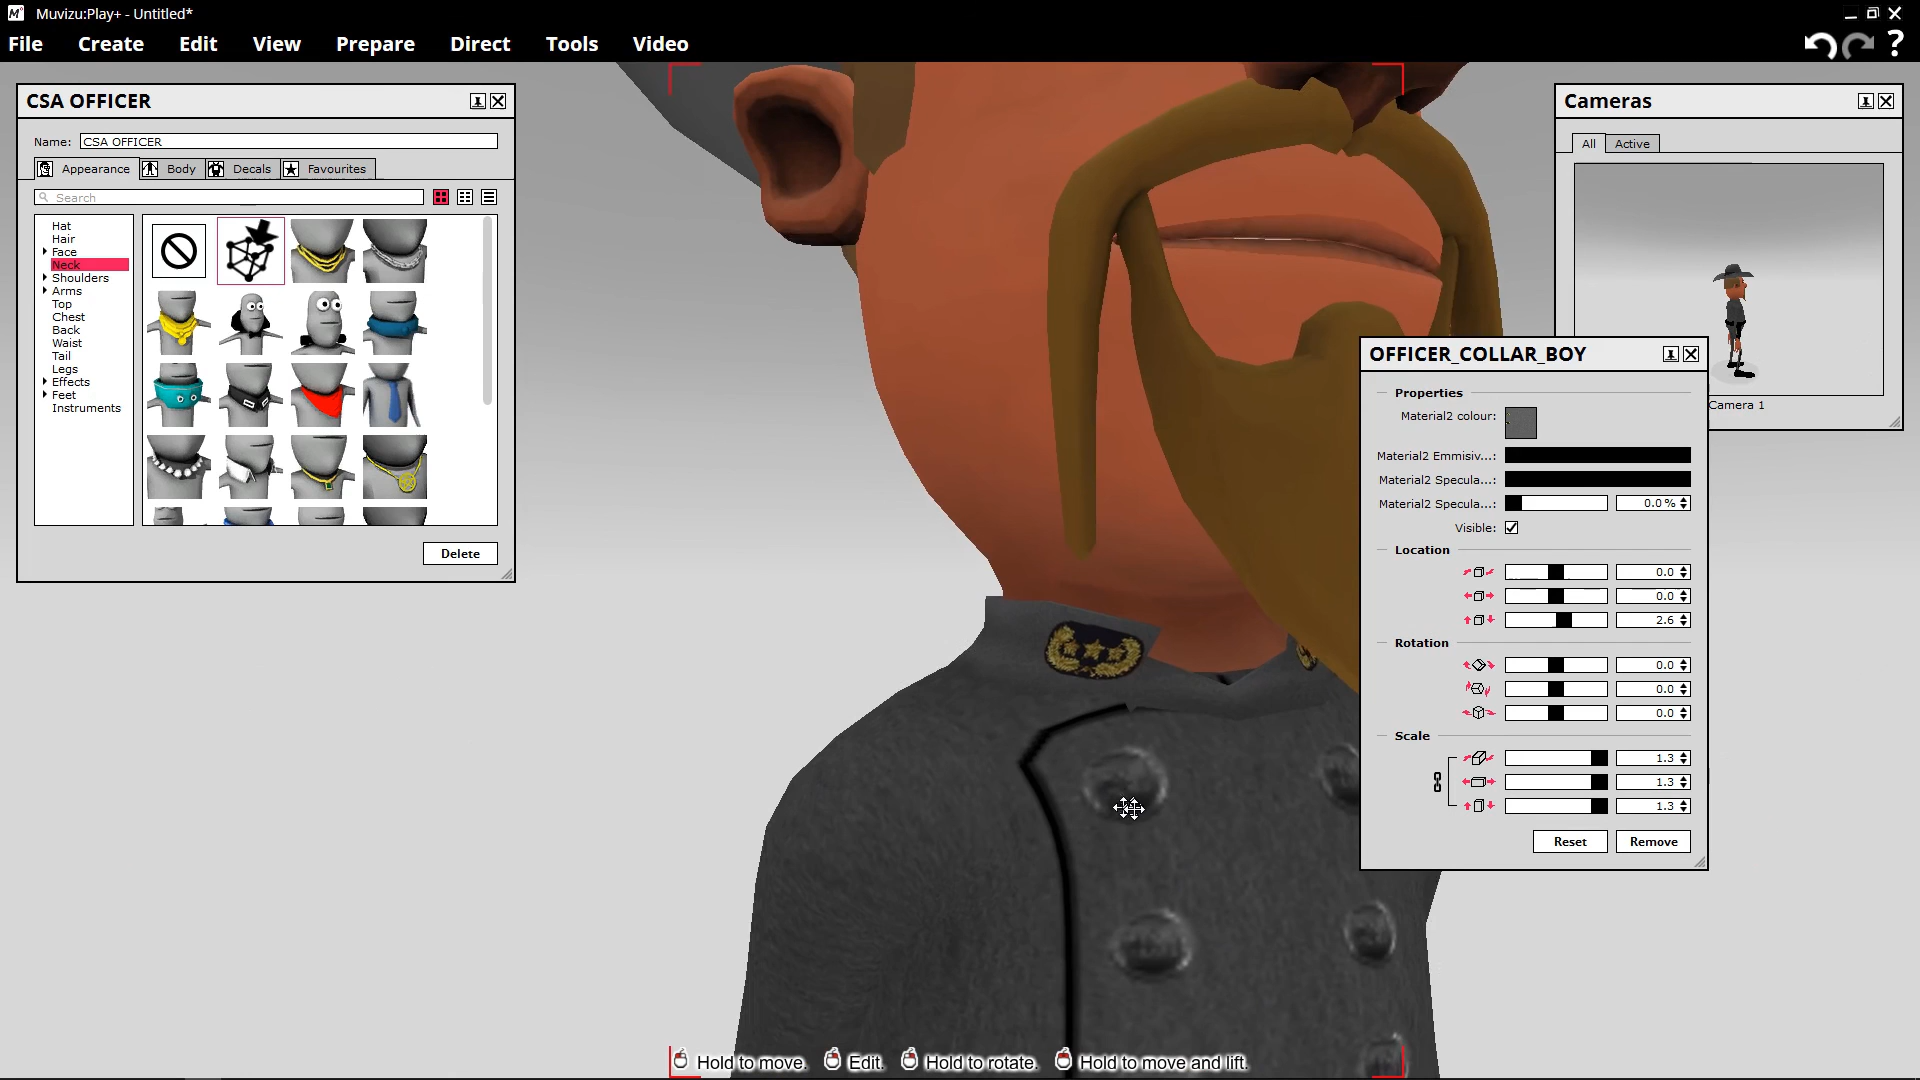 Muvizu:Play+ - Untitled*
File Create Edit View Prepare Direct Tools Video ?
CSA OFFICER
Name: CSA OFFICER
Appearance Body Decals Favourites
Search
Hat
Hair
Face
Neck
Shoulders
Arms
Top
Chest
Back
Waist
Tail
Legs
Effects
Feet
Instruments
Delete
Cameras
All Active
Camera 1
OFFICER_COLLAR_BOY
Properties
Material2 colour:
Material2 Emmisiv...:
Material2 Specula...:
Material2 Specula...: 0.0%
Visible:
Location
0.0
0.0
2.6
Rotation
0.0
0.0
0.0
Scale
1.3
1.3
1.3
Reset Remove
Hold to move. Edit. Hold to rotate. Hold to move and lift.